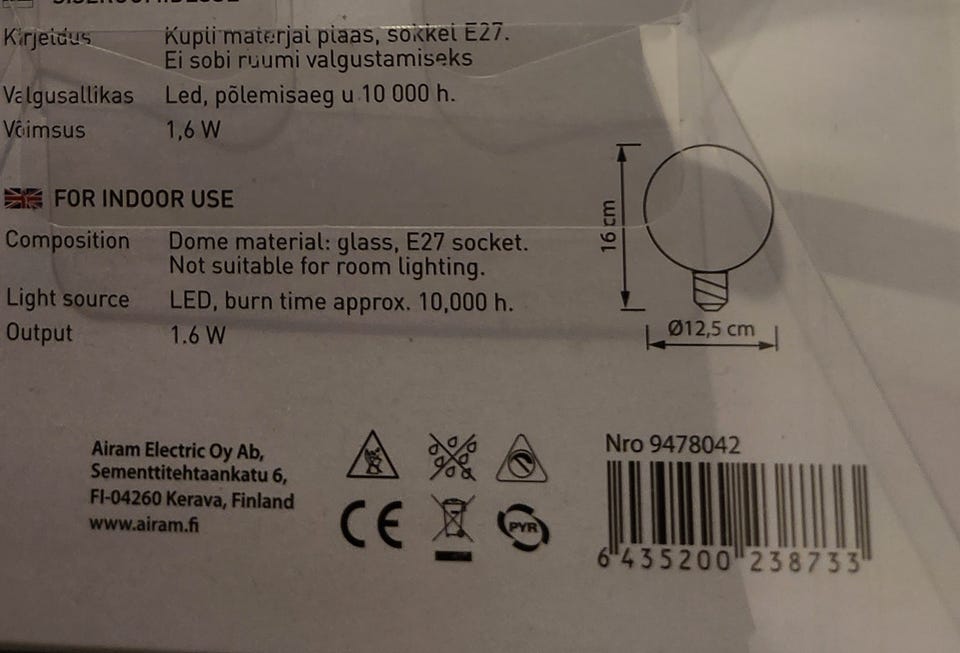 SISERUUMIDESSE
Kirjeldus Kupli materjal plaas, sokkel E27.
Ei sobi ruumi valgustamiseks
Valgusallikas Led, põlemisaeg u 10 000 h.
Võimsus 1,6 W
FOR INDOOR USE
Composition Dome material: glass, E27 socket.
Not suitable for room lighting.
Light source LED, burn time approx. 10,000 h.
Output 1.6 W
16 cm
Ø12,5 cm
Airam Electric Oy Ab,
Sementtitehtaankatu 6,
FI-04260 Kerava, Finland
www.airam.fi
CE
PYR
Nro 9478042
6 435200 238733